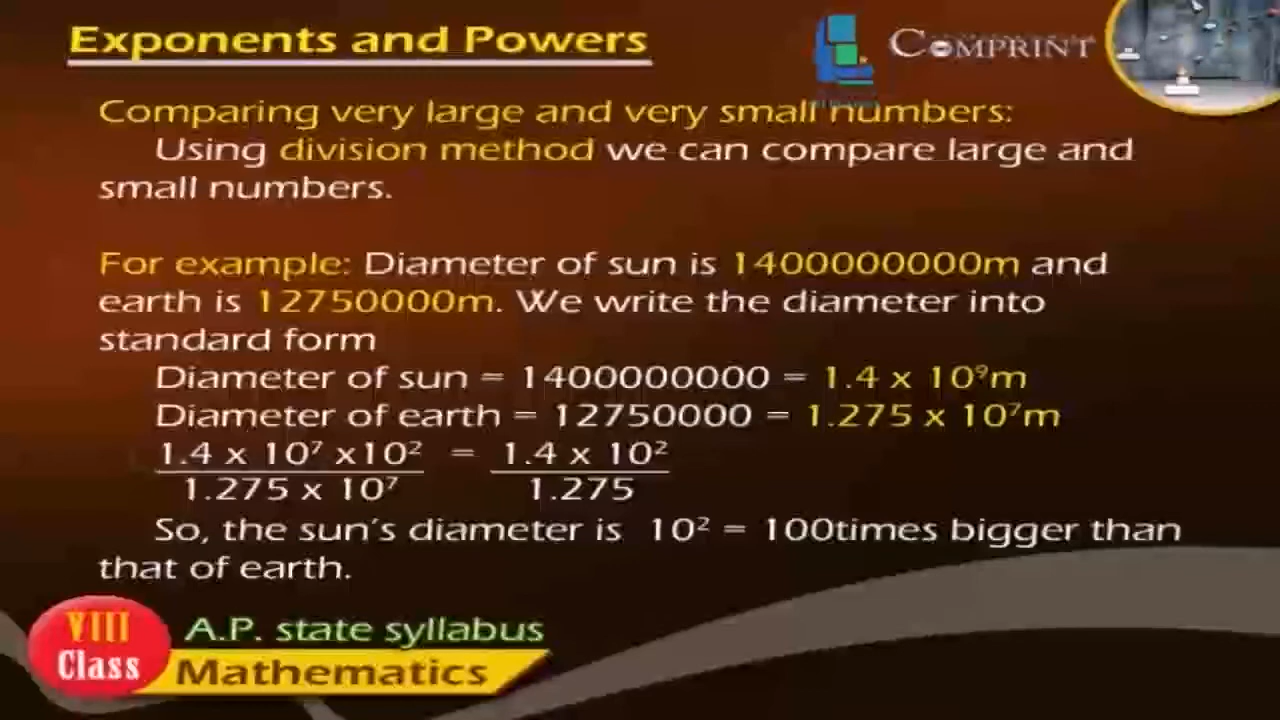 Exponents and Powers
COMPRINT
Comparing very large and very small numbers:
Using division method we can compare large and
small numbers.
For example: Diameter of sun is 1400000000m and
earth is 12750000m. We write the diameter into
standard form
Diameter of sun = 1400000000 = 1.4 x 10⁹m
Diameter of earth = 12750000 = 1.275 x 10⁷m
1.4 x 10⁷ x10² = 1.4 x 10²
1.275 x 10⁷ 1.275
So, the sun's diameter is 10² = 100times bigger than
that of earth.
VIII
Class
A.P. state syllabus
Mathematics